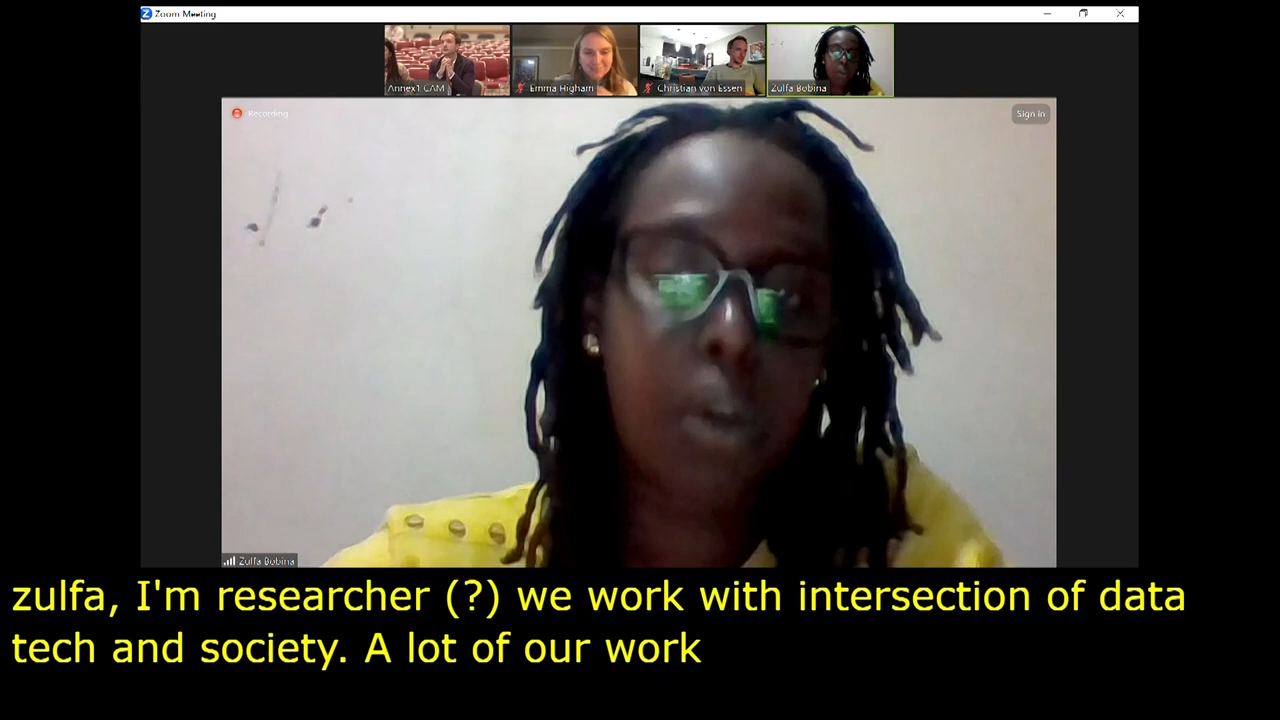 Zoom Meeting
Annex1 CAM
Emma Higham
Christian von Essen
Zulfa Bobina
Recording
Sign in
Zulfa Bobina
zulfa, I'm researcher (?) we work with intersection of data
tech and society. A lot of our work